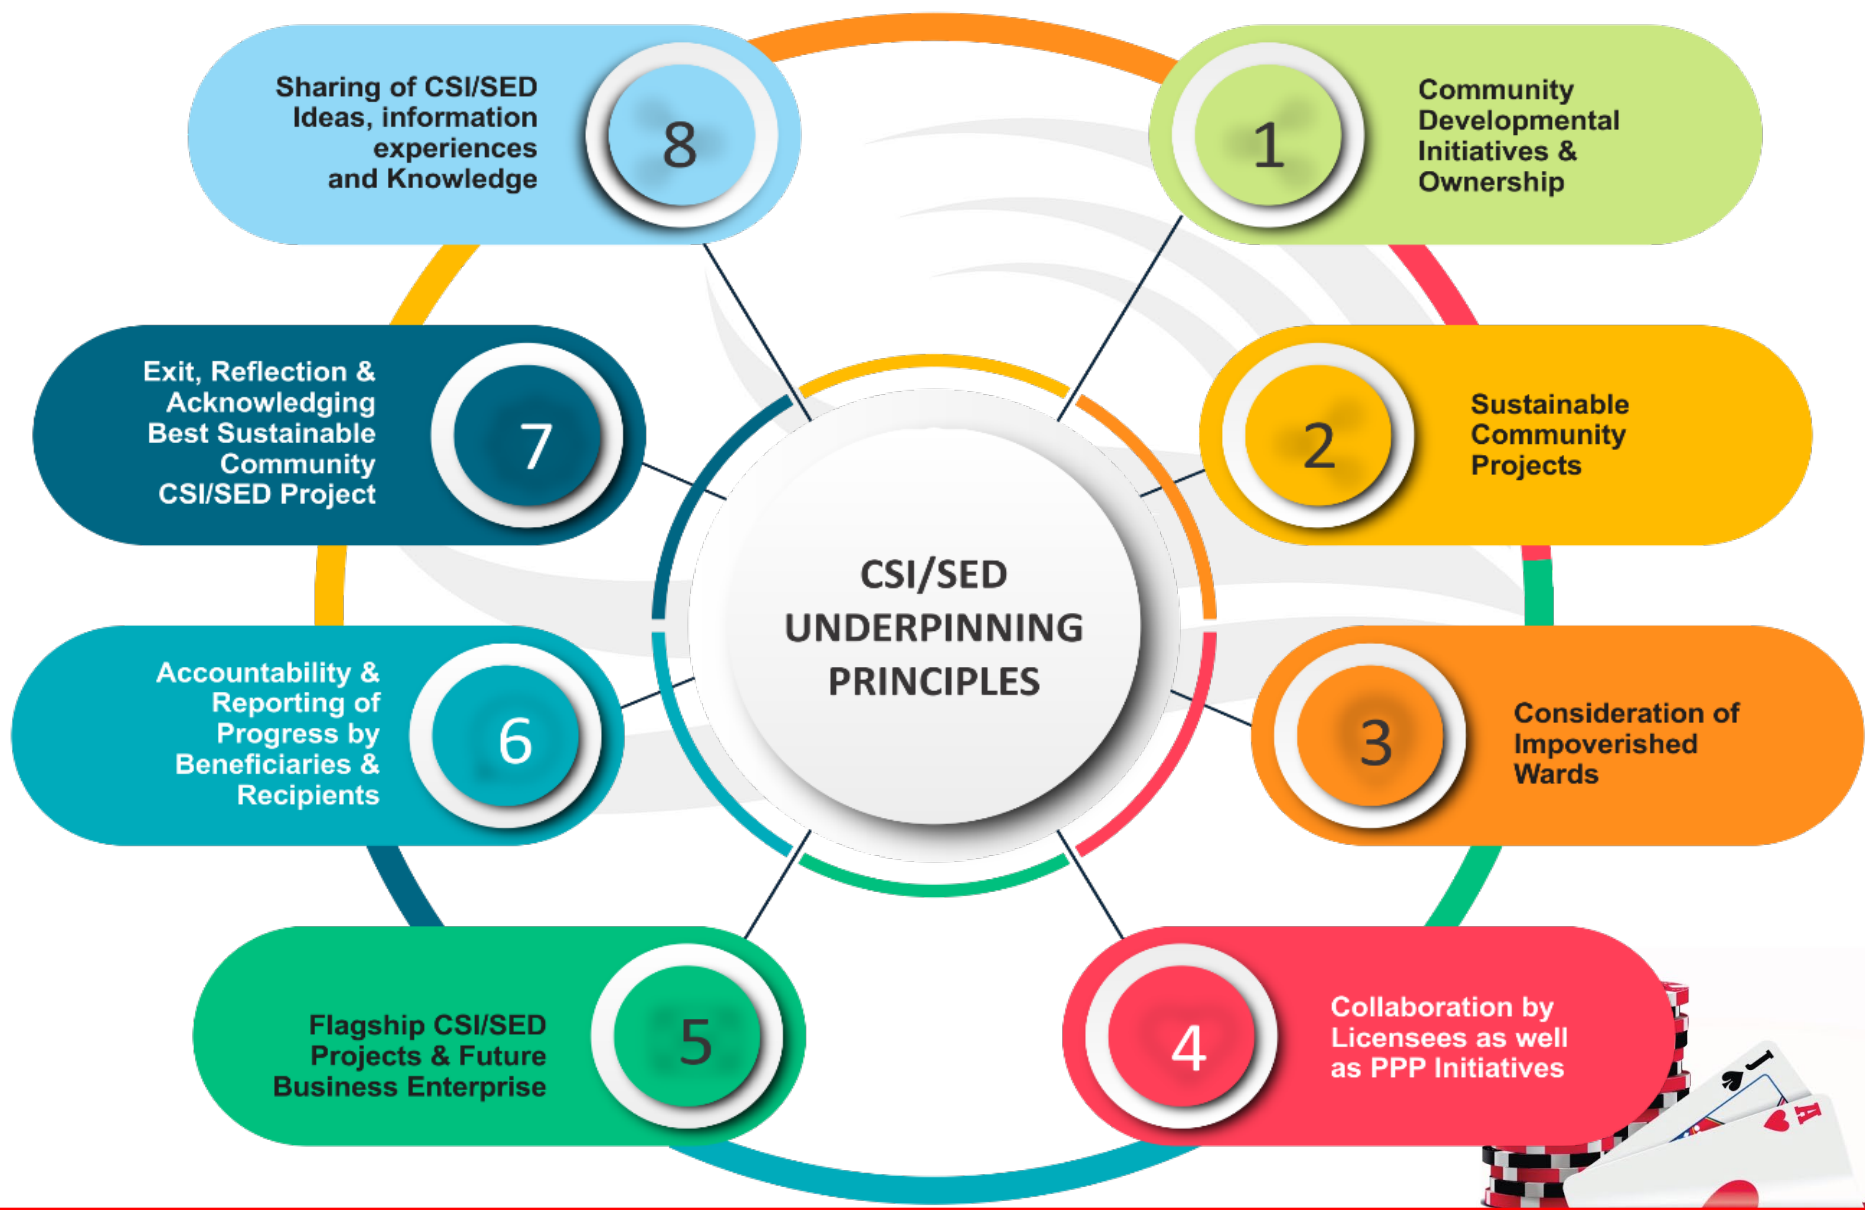 CSI/SED
UNDERPINNING
PRINCIPLES
1
Community
Developmental
Initiatives &
Ownership
2
Sustainable
Community
Projects
3
Consideration of
Impoverished
Wards
4
Collaboration by
Licensees as well
as PPP Initiatives
5
Flagship CSI/SED
Projects & Future
Business Enterprise
6
Accountability &
Reporting of
Progress by
Beneficiaries &
Recipients
7
Exit, Reflection &
Acknowledging
Best Sustainable
Community
CSI/SED Project
8
Sharing of CSI/SED
Ideas, information
experiences
and Knowledge
J
A